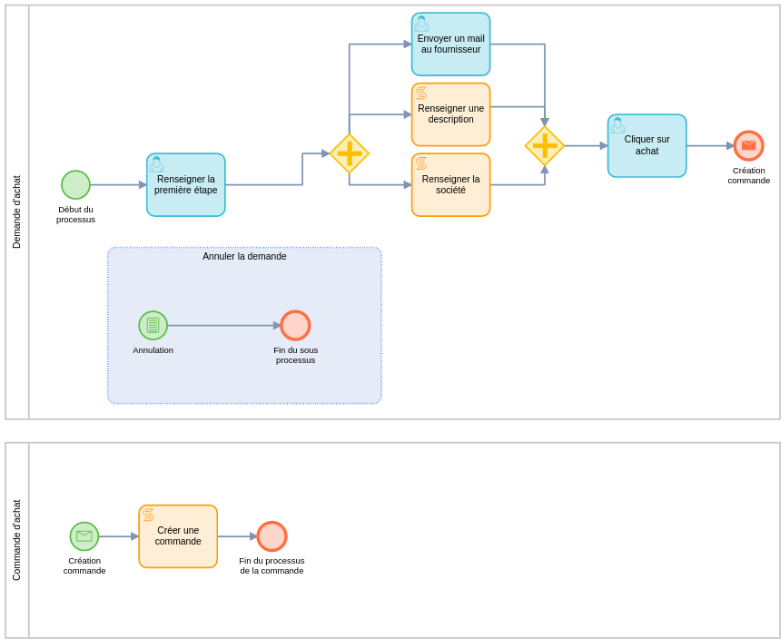 Demande d'achat
Envoyer un mail
au fournisseur
Renseigner une
description
Cliquer sur
achat
Renseigner la
première étape
Renseigner la
société
Création
commande
Début du
processus
Annuler la demande
Annulation
Fin du sous
processus
Commande d'achat
Créer une
commande
Création
commande
Fin du processus
de la commande